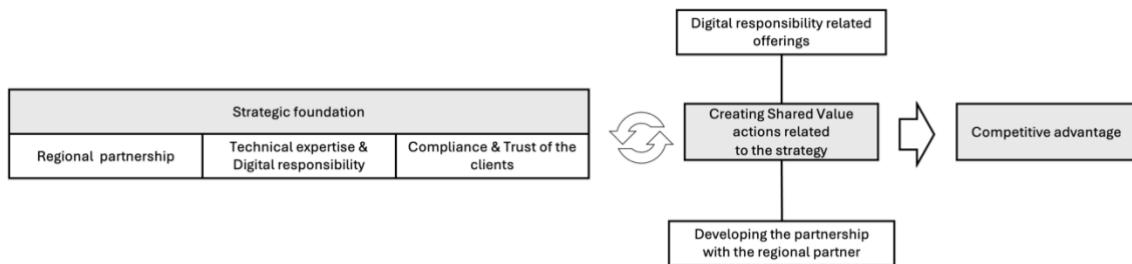 Digital responsibility related
offerings
Strategic foundation
Regional partnership
Technical expertise &
Digital responsibility
Compliance & Trust of the
clients
Creating Shared Value
actions related
to the strategy
Competitive advantage
Developing the partnership
with the regional partner